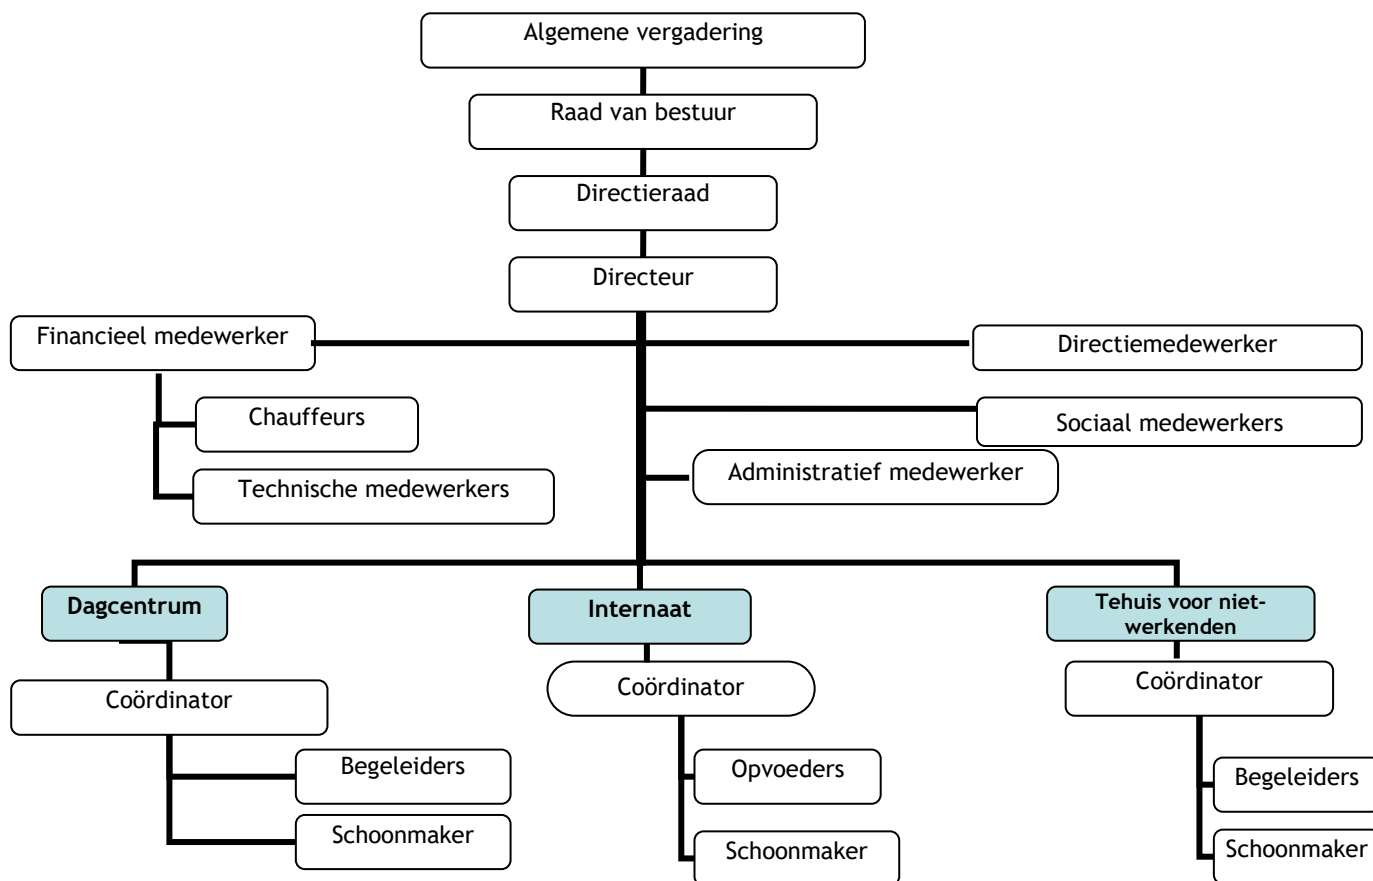 Algemene vergadering
Raad van bestuur
Directieraad
Directeur
Financieel medewerker
Directiemedewerker
Chauffeurs
Sociaal medewerkers
Administratief medewerker
Technische medewerkers
Dagcentrum
Internaat
Tehuis voor niet-
werkenden
Coördinator
Coördinator
Coördinator
Begeleiders
Opvoeders
Begeleiders
Schoonmaker
Schoonmaker
Schoonmaker